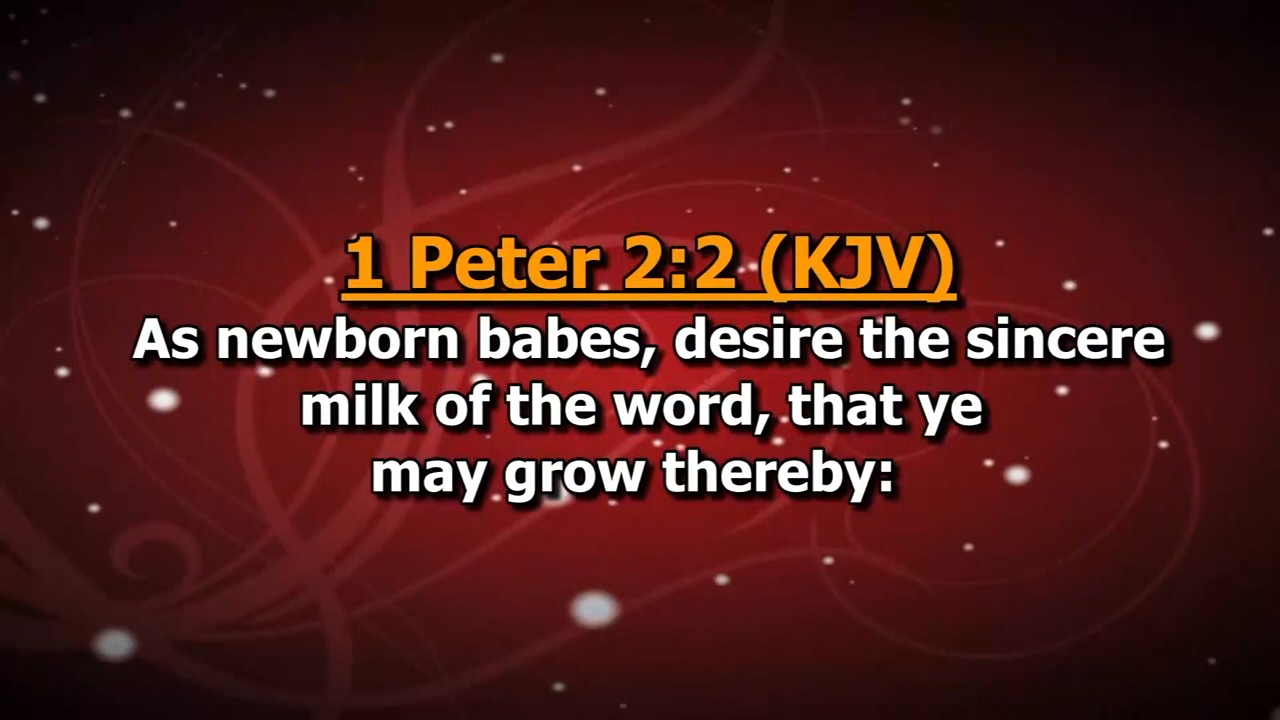 1 Peter 2:2 (KJV)
As newborn babes, desire the sincere
milk of the word, that ye
may grow thereby: